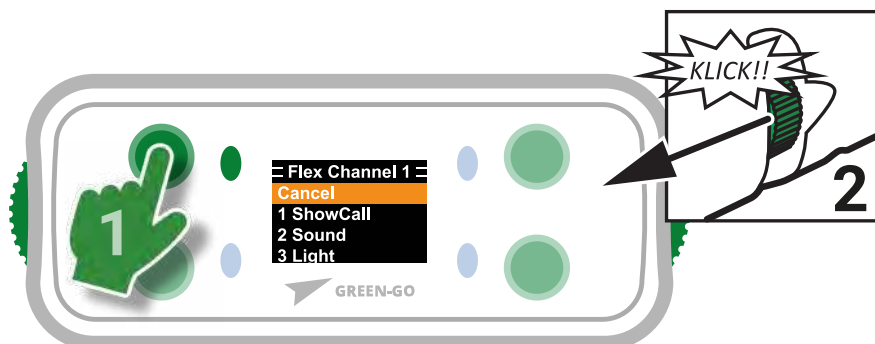 KLICK!!
Flex Channel 1
Cancel
1 ShowCall
2 Sound
3 Light
1
2
GREEN-GO